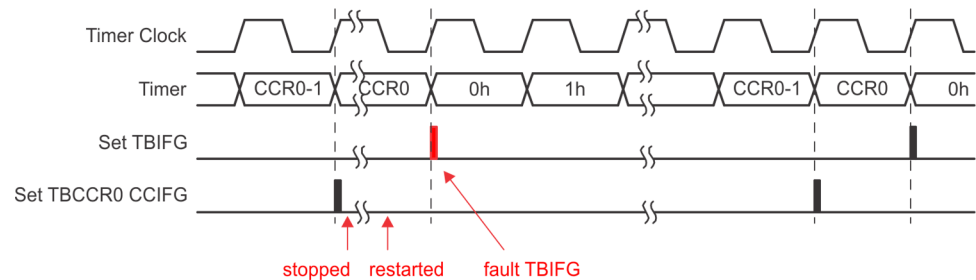 Timer Clock
Timer CCR0-1 CCR0 0h 1h CCR0-1 CCR0 0h
Set TBIFG
Set TBCCR0 CCIFG
stopped restarted fault TBIFG